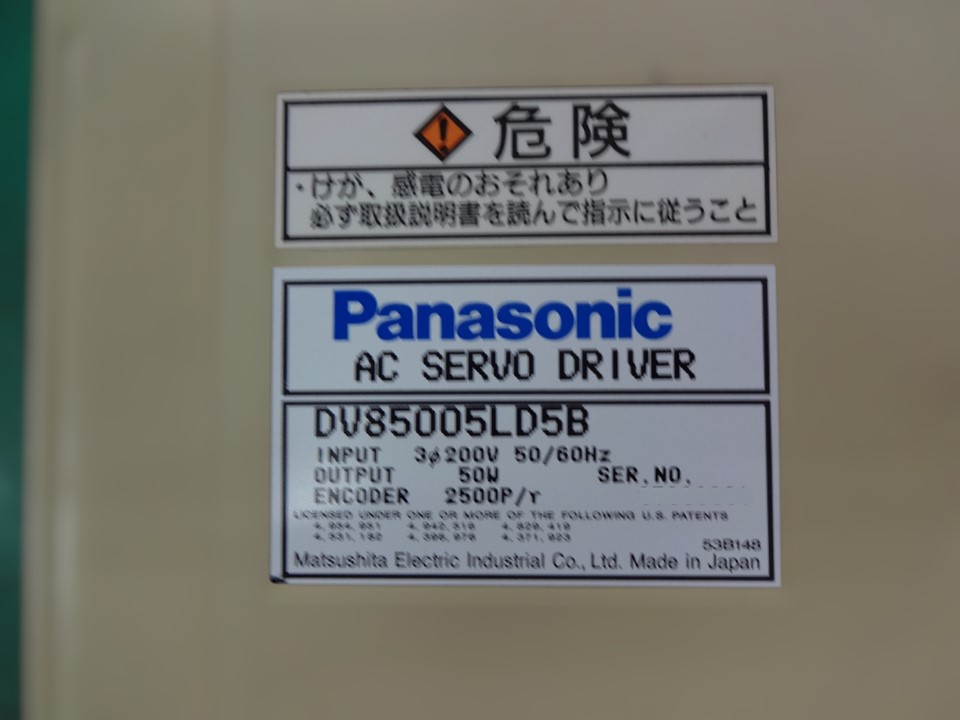 危険
・けが、感電のおそれあり
必ず取扱説明書を読んで指示に従うこと
Panasonic
AC SERVO DRIVER
DV85005LD5B
INPUT 3φ200V 50/60Hz
OUTPUT 50W SER.NO.
ENCODER 2500P/r
LICENSED UNDER ONE OR MORE OF THE FOLLOWING U.S. PATENTS
53B148
Matsushita Electric Industrial Co., Ltd. Made in Japan